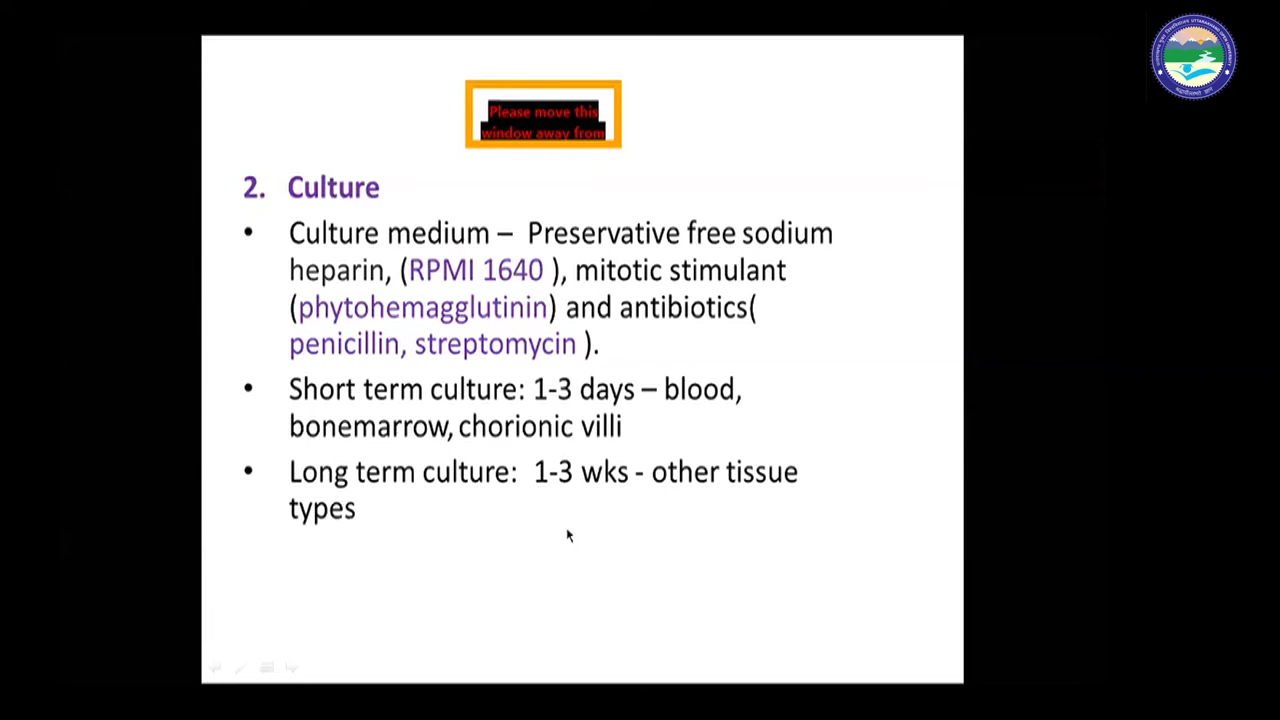 Please move this
window away from
2. Culture
• Culture medium – Preservative free sodium
heparin, (RPMI 1640 ), mitotic stimulant
(phytohemagglutinin) and antibiotics(
penicillin, streptomycin ).
• Short term culture: 1-3 days – blood,
bonemarrow, chorionic villi
• Long term culture: 1-3 wks - other tissue
types